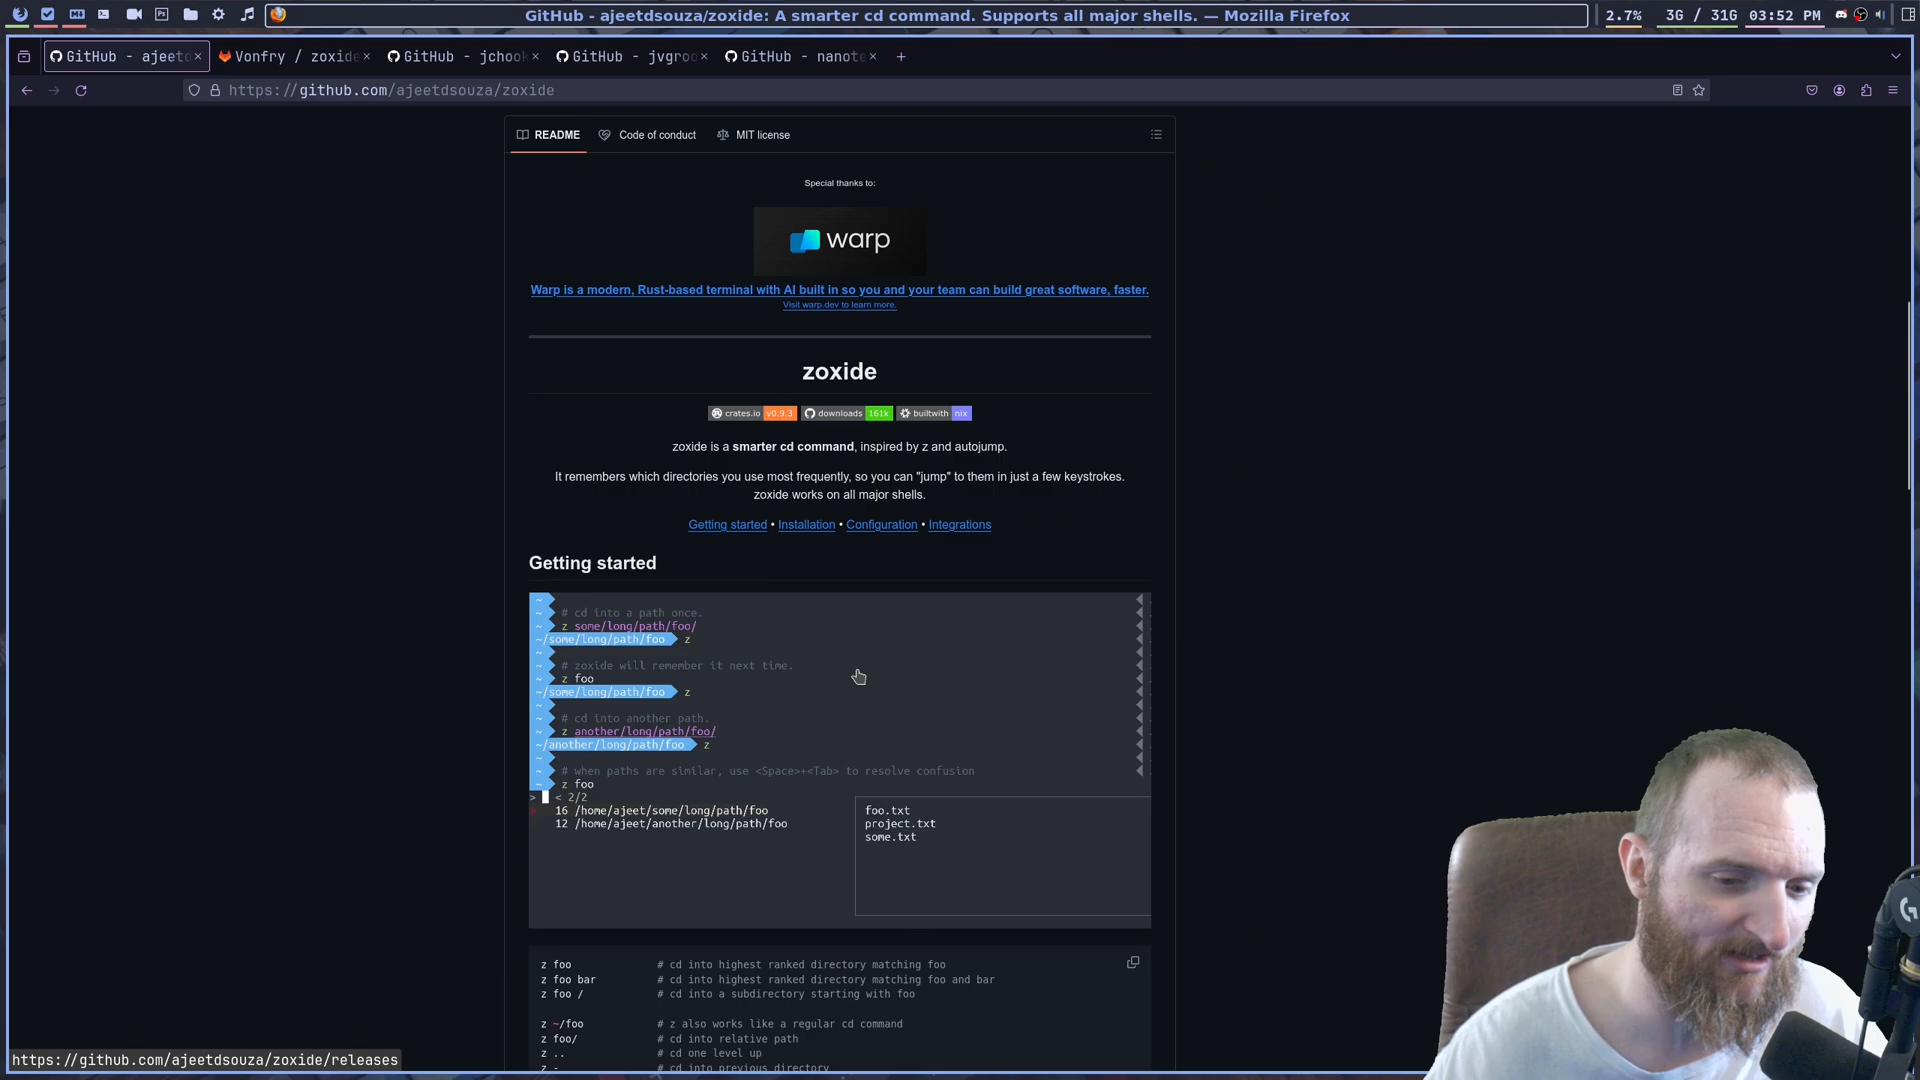 GitHub - ajeetdsouza/zoxide: A smarter cd command. Supports all major shells. — Mozilla Firefox
2.7%
3G / 31G
03:52 PM
GitHub - ajeetd
Vonfry / zoxide
GitHub - jchook
GitHub - jvgroo
GitHub - nanote
https://github.com/ajeetdsouza/zoxide
README
Code of conduct
MIT license
Special thanks to:
warp
Warp is a modern, Rust-based terminal with AI built in so you and your team can build great software, faster.
Visit warp.dev to learn more.
zoxide
crates.io v0.9.3
downloads 161k
builtwith nix
zoxide is a smarter cd command, inspired by z and autojump.
It remembers which directories you use most frequently, so you can "jump" to them in just a few keystrokes.
zoxide works on all major shells.
Getting started • Installation • Configuration • Integrations
Getting started
~
~ # cd into a path once.
~ z some/long/path/foo/
~/some/long/path/foo z
~
~ # zoxide will remember it next time.
~ z foo
~/some/long/path/foo z
~
~ # cd into another path.
~ z another/long/path/foo/
~/another/long/path/foo z
~
~ # when paths are similar, use <Space>+<Tab> to resolve confusion
~ z foo
> < 2/2
16 /home/ajeet/some/long/path/foo
12 /home/ajeet/another/long/path/foo
foo.txt
project.txt
some.txt
z foo # cd into highest ranked directory matching foo
z foo bar # cd into highest ranked directory matching foo and bar
z foo / # cd into a subdirectory starting with foo
z ~/foo # z also works like a regular cd command
z foo/ # cd into relative path
z .. # cd one level up
z - # cd into previous directory
https://github.com/ajeetdsouza/zoxide/releases